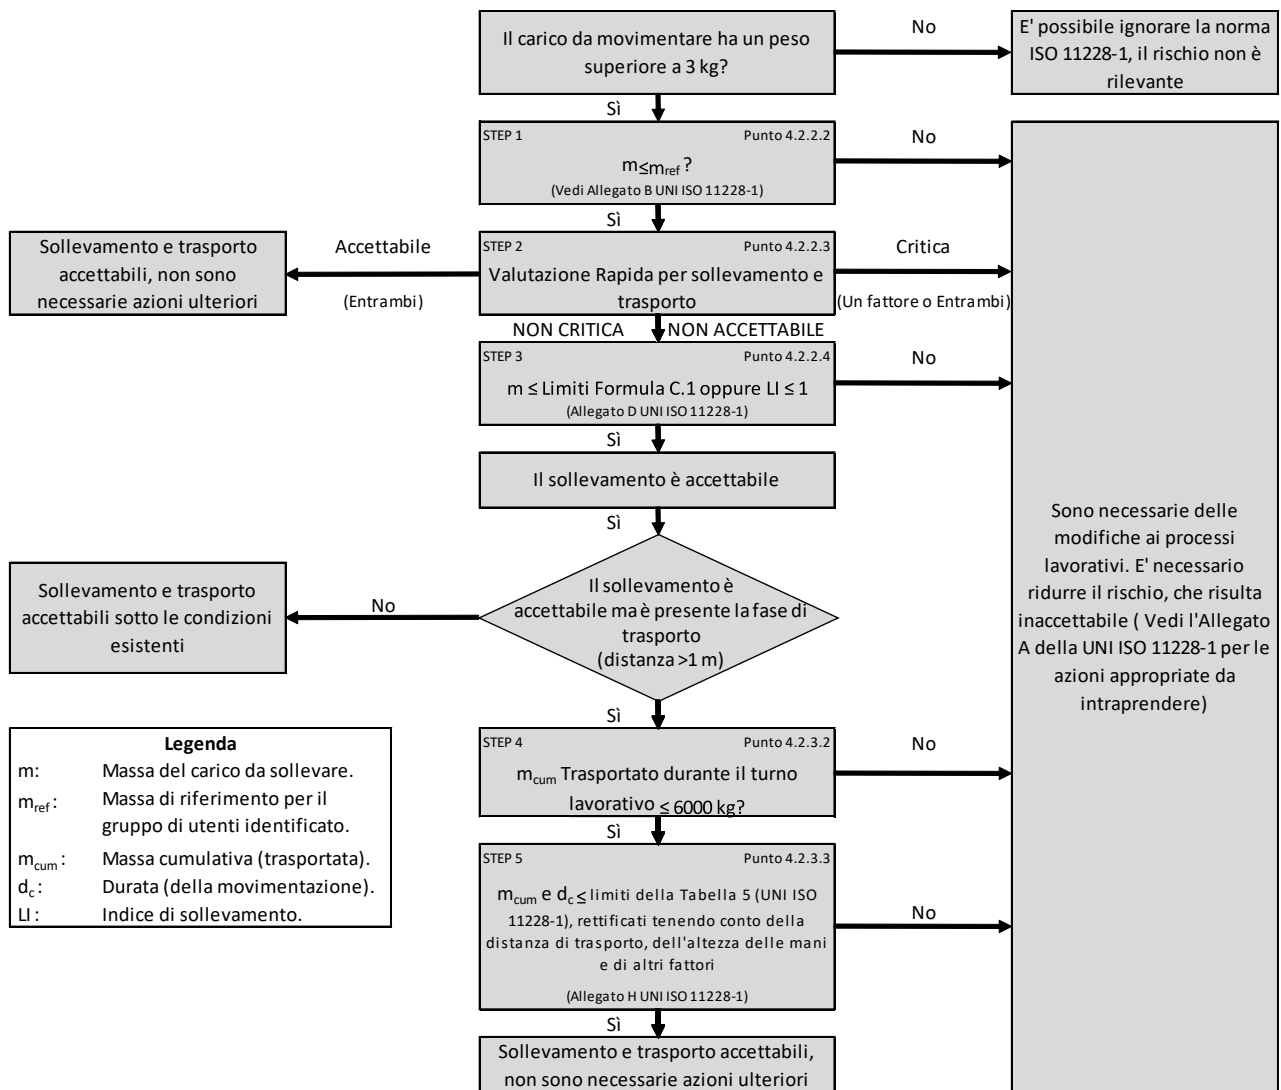 Il carico da movimentare ha un peso
superiore a 3 kg?
No
E' possibile ignorare la norma
ISO 11228-1, il rischio non è
rilevante
Sì
STEP 1 Punto 4.2.2.2
m≤mref ?
(Vedi Allegato B UNI ISO 11228-1)
No
Sì
Sollevamento e trasporto
accettabili, non sono
necessarie azioni ulteriori
Accettabile
(Entrambi)
STEP 2 Punto 4.2.2.3
Valutazione Rapida per sollevamento e
trasporto
Critica
(Un fattore o Entrambi)
NON CRITICA NON ACCETTABILE
STEP 3 Punto 4.2.2.4
m ≤ Limiti Formula C.1 oppure LI ≤ 1
(Allegato D UNI ISO 11228-1)
No
Sì
Il sollevamento è accettabile
Sì
Il sollevamento è
accettabile ma è presente la fase di
trasporto
(distanza >1 m)
No
Sollevamento e trasporto
accettabili sotto le condizioni
esistenti
Sono necessarie delle
modifiche ai processi
lavorativi. E' necessario
ridurre il rischio, che risulta
inaccettabile ( Vedi l'Allegato
A della UNI ISO 11228-1 per le
azioni appropriate da
intraprendere)
Sì
STEP 4 Punto 4.2.3.2
mcum Trasportato durante il turno
lavorativo ≤ 6000 kg?
No
Sì
STEP 5 Punto 4.2.3.3
mcum e dc ≤ limiti della Tabella 5 (UNI ISO
11228-1), rettificati tenendo conto della
distanza di trasporto, dell'altezza delle mani
e di altri fattori
(Allegato H UNI ISO 11228-1)
No
Sì
Sollevamento e trasporto accettabili,
non sono necessarie azioni ulteriori
Legenda
m: Massa del carico da sollevare.
mref : Massa di riferimento per il
gruppo di utenti identificato.
mcum : Massa cumulativa (trasportata).
dc : Durata (della movimentazione).
LI : Indice di sollevamento.